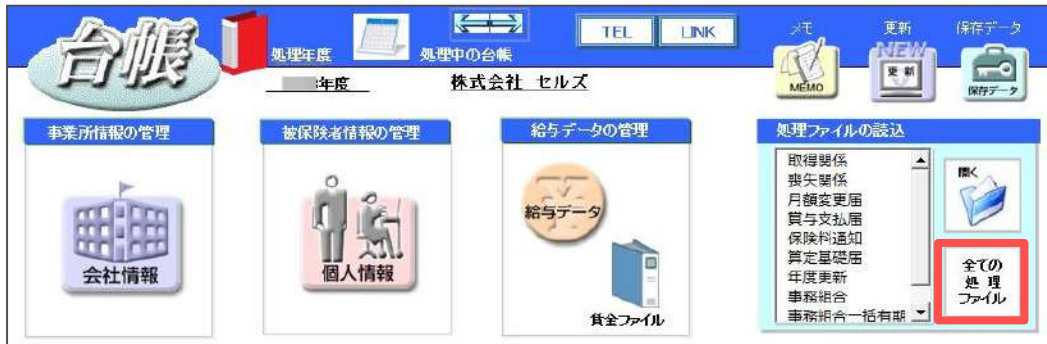 台帳
処理年度
処理中の台帳
TEL
LINK
メモ
更新
保存データ
年度
株式会社 セルズ
MEMO
NEW
更新
保存データ
事業所情報の管理
被保険者情報の管理
給与データの管理
処理ファイルの読込
会社情報
個人情報
給与データ
賃金ファイル
取得関係
喪失関係
月額変更届
賞与支払届
保険料通知
算定基礎届
年度更新
事務組合
事務組合一括有期
開く
全ての
処 理
ファイル